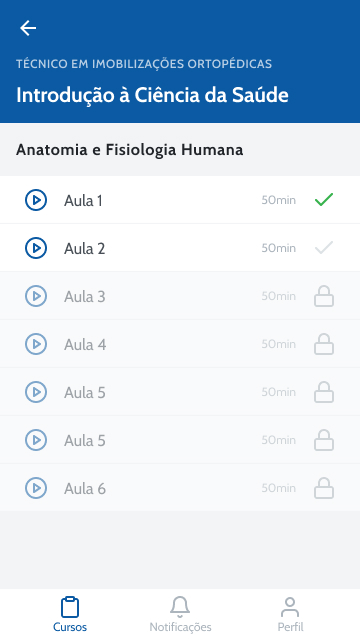 TÉCNICO EM IMOBILIZAÇÕES ORTOPÉDICAS
Introdução à Ciência da Saúde
Anatomia e Fisiologia Humana
Aula 1 50min
Aula 2 50min
Aula 3 50min
Aula 4 50min
Aula 5 50min
Aula 5 50min
Aula 6 50min
Cursos Notificações Perfil